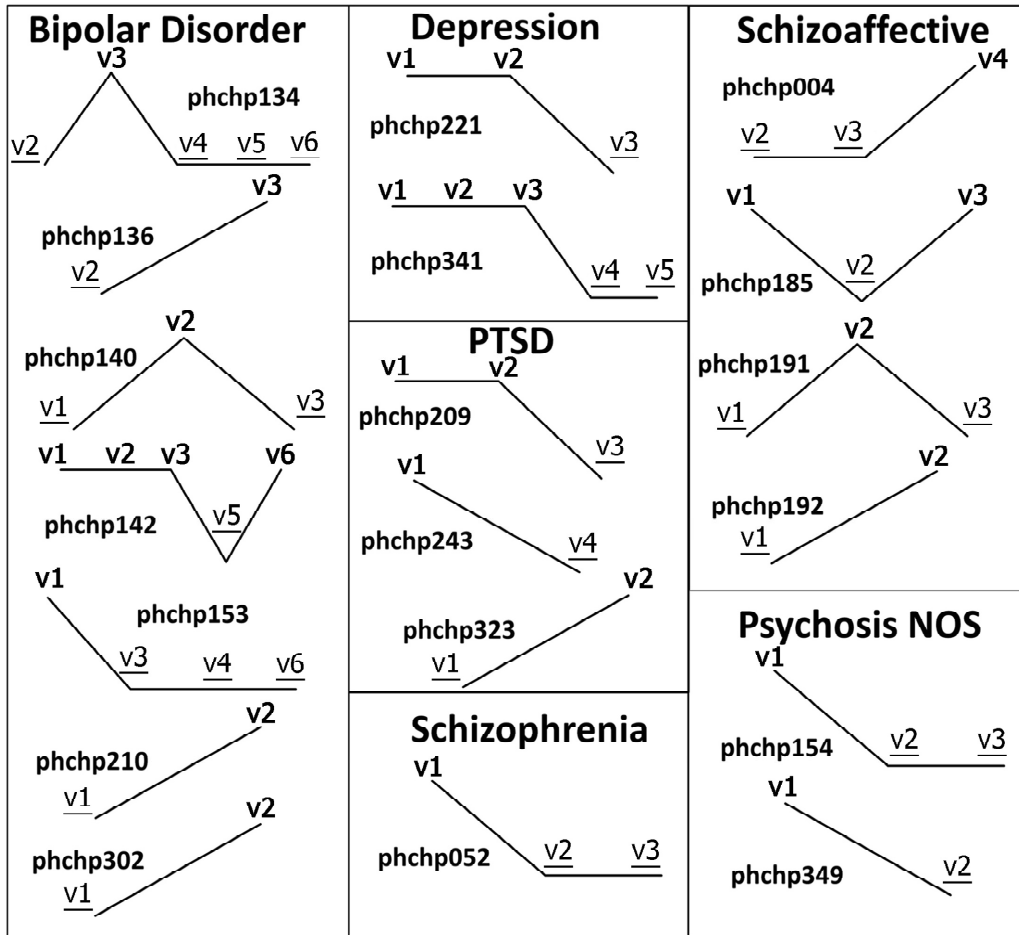 Bipolar Disorder
v3
phchp134
v2 v4 v5 v6
v3
phchp136
v2
v2
phchp140
v1 v3
v1 v2 v3 v6
phchp142 v5
v1
phchp153
v3 v4 v6
v2
phchp210
v1
v2
phchp302
v1
Depression
v1 v2
phchp221
v3
v1 v2 v3
phchp341
v4 v5
PTSD
v1 v2
phchp209
v3
v1
phchp243
v4
v2
phchp323
v1
Schizophrenia
v1
phchp052 v2 v3
Schizoaffective
v4
phchp004
v2 v3
v1 v3
phchp185 v2
v2
phchp191
v1 v3
v2
phchp192
v1
Psychosis NOS
v1
phchp154 v2 v3
v1
phchp349 v2